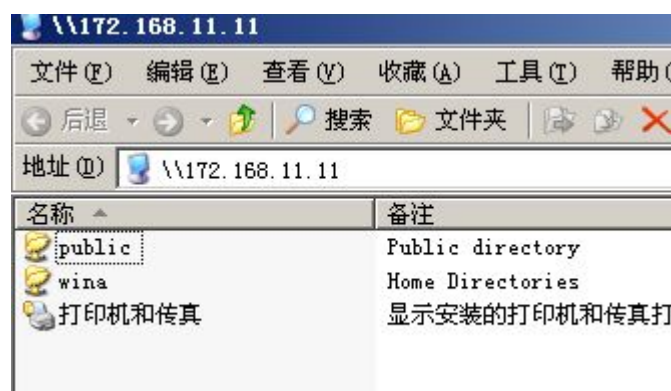 \\172.168.11.11
文件(F) 编辑(E) 查看(V) 收藏(A) 工具(T) 帮助(
后退 搜索 文件夹
地址(D) \\172.168.11.11
名称 备注
public Public directory
wina Home Directories
打印机和传真 显示安装的打印机和传真打